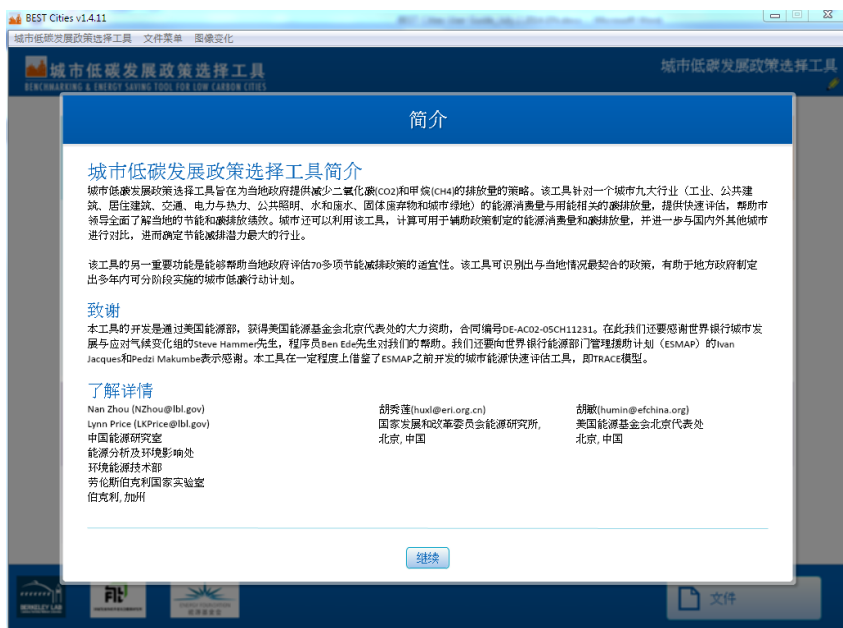 BEST Cities v1.4.11
城市低碳发展政策选择工具 文件菜单 图像变化
城市低碳发展政策选择工具
BENCHMARKING & ENERGY SAVING TOOL FOR LOW CARBON CITIES
城市低碳发展政策选择工具
简介
城市低碳发展政策选择工具简介
城市低碳发展政策选择工具旨在为当地政府提供减少二氧化碳(CO2)和甲烷(CH4)的排放量的策略。该工具针对一个城市九大行业（工业、公共建
筑、居住建筑、交通、电力与热力、公共照明、水和废水、固体废弃物和城市绿地）的能源消费量与用能相关的碳排放量，提供快速评估，帮助市
领导全面了解当地的节能和碳排放绩效。城市还可以利用该工具，计算可用于辅助政策制定的能源消费量和碳排放量，并进一步与国内外其他城市
进行对比，进而确定节能减排潜力最大的行业。
该工具的另一重要功能是能够帮助当地政府评估70多项节能减排政策的适宜性。该工具可识别出与当地情况最契合的政策，有助于地方政府制定
出多年内可分阶段实施的城市低碳行动计划。
致谢
本工具的开发是通过美国能源部，获得美国能源基金会北京代表处的大力资助，合同编号DE-AC02-05CH11231。在此我们还要感谢世界银行城市发
展与应对气候变化组的Steve Hammer先生，程序员Ben Ede先生对我们的帮助。我们还要向世界银行能源部门管理援助计划（ESMAP）的Ivan
Jacques和Pedzi Makumbe表示感谢。本工具在一定程度上借鉴了ESMAP之前开发的城市能源快速评估工具，即TRACE模型。
了解详情
Nan Zhou (NZhou@lbl.gov)
Lynn Price (LKPrice@lbl.gov)
中国能源研究室
能源分析及环境影响处
环境能源技术部
劳伦斯伯克利国家实验室
伯克利, 加州
胡秀莲(huxl@eri.org.cn)
国家发展和改革委员会能源研究所,
北京, 中国
胡敏(humin@efchina.org)
美国能源基金会北京代表处
北京, 中国
继续
BERKELEY LAB
ENERGY FOUNDATION
能源基金会
文件